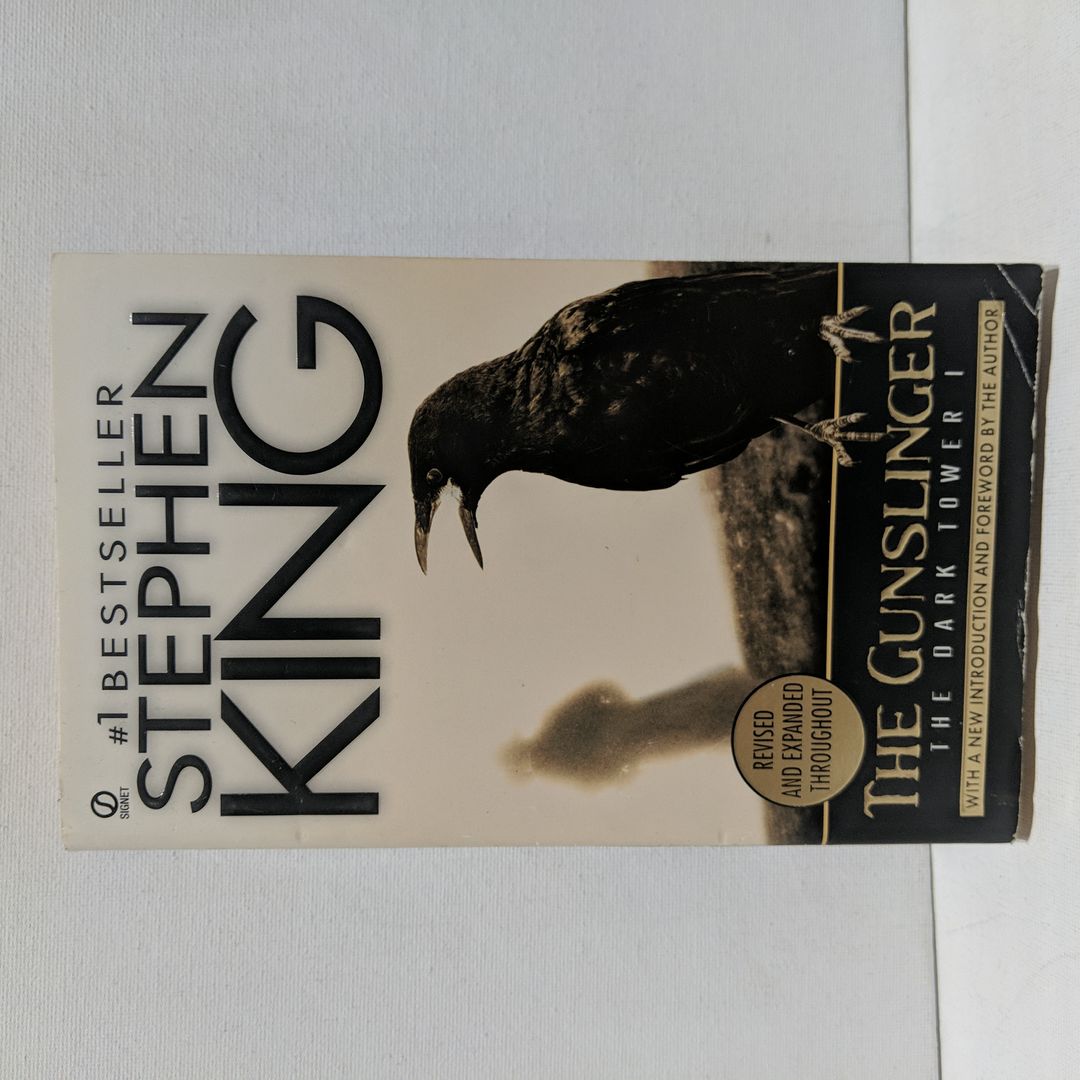 SIGNET
#1 BESTSELLER
STEPHEN
KING
REVISED
AND EXPANDED
THROUGHOUT
THE GUNSLINGER
THE DARK TOWER I
WITH A NEW INTRODUCTION AND FOREWORD BY THE AUTHOR